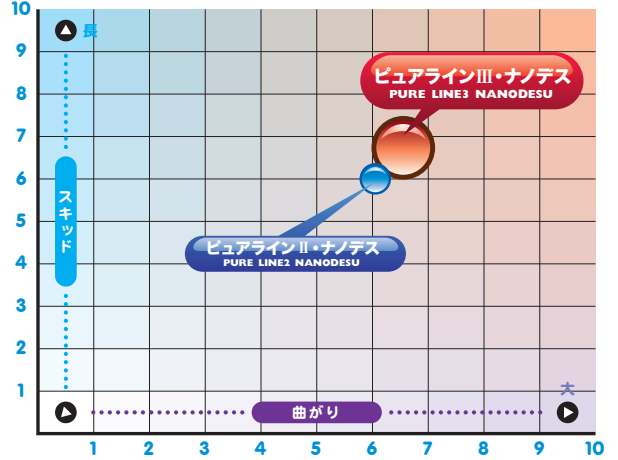 10
長
9
ピュアラインⅢ・ナノデス
PURE LINE3 NANODESU
8
7
6
スキッド
5
ピュアラインⅡ・ナノデス
PURE LINE2 NANODESU
4
3
2
1
大
曲がり
1 2 3 4 5 6 7 8 9 10